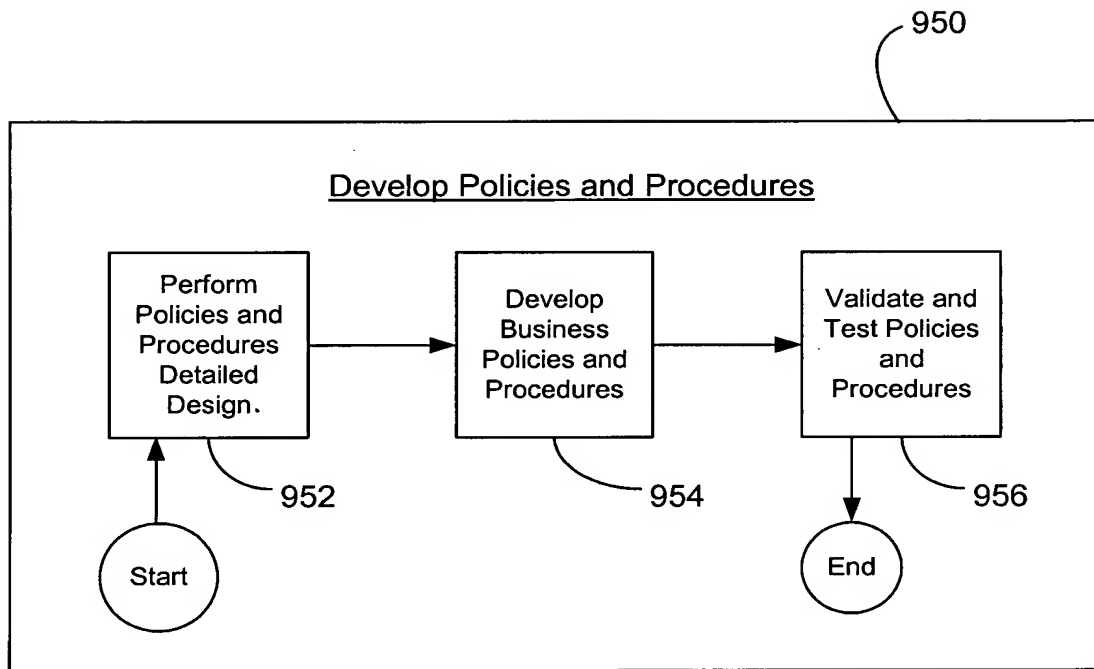 950
Develop Policies and Procedures
Perform
Policies and
Procedures
Detailed
Design.
Develop
Business
Policies and
Procedures
Validate and
Test Policies
and
Procedures
952
954
956
Start
End